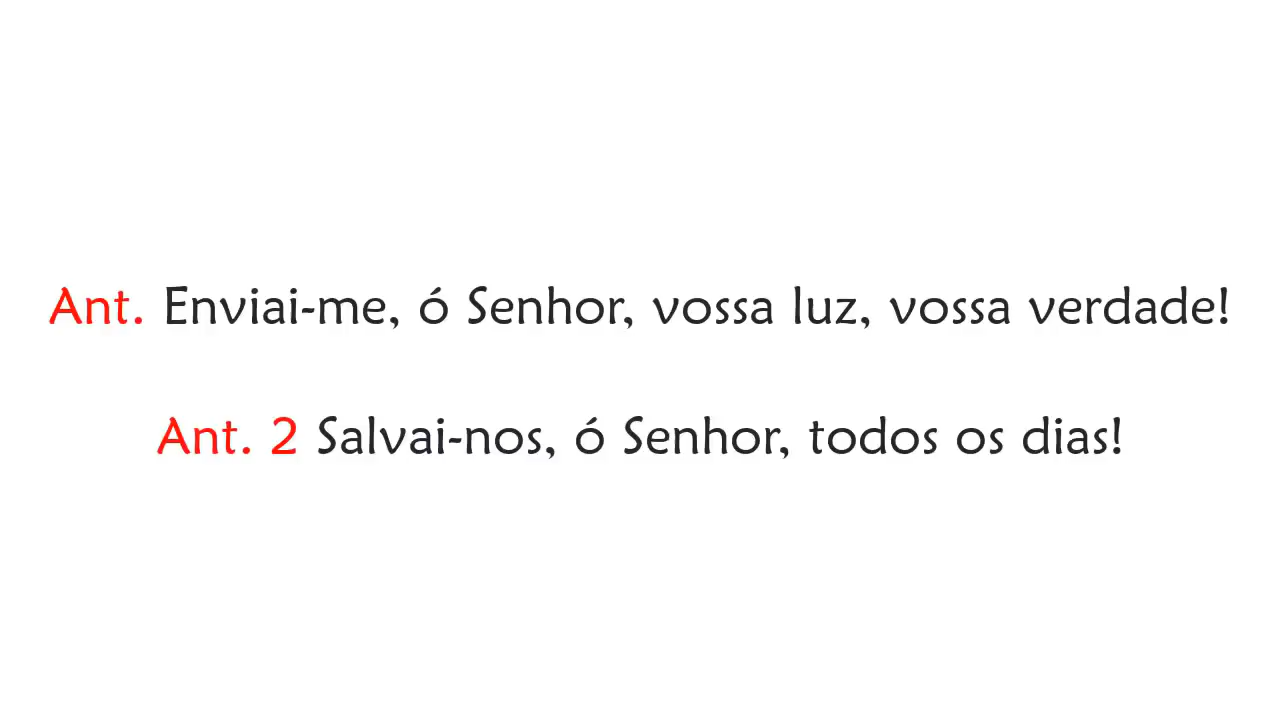 Ant. Enviai-me, ó Senhor, vossa luz, vossa verdade!
Ant. 2 Salvai-nos, ó Senhor, todos os dias!